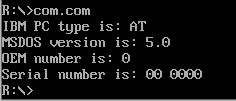 R:\>com.com
IBM PC type is: AT
MSDOS version is: 5.0
OEM number is: 0
Serial number is: 00 0000
R:\>